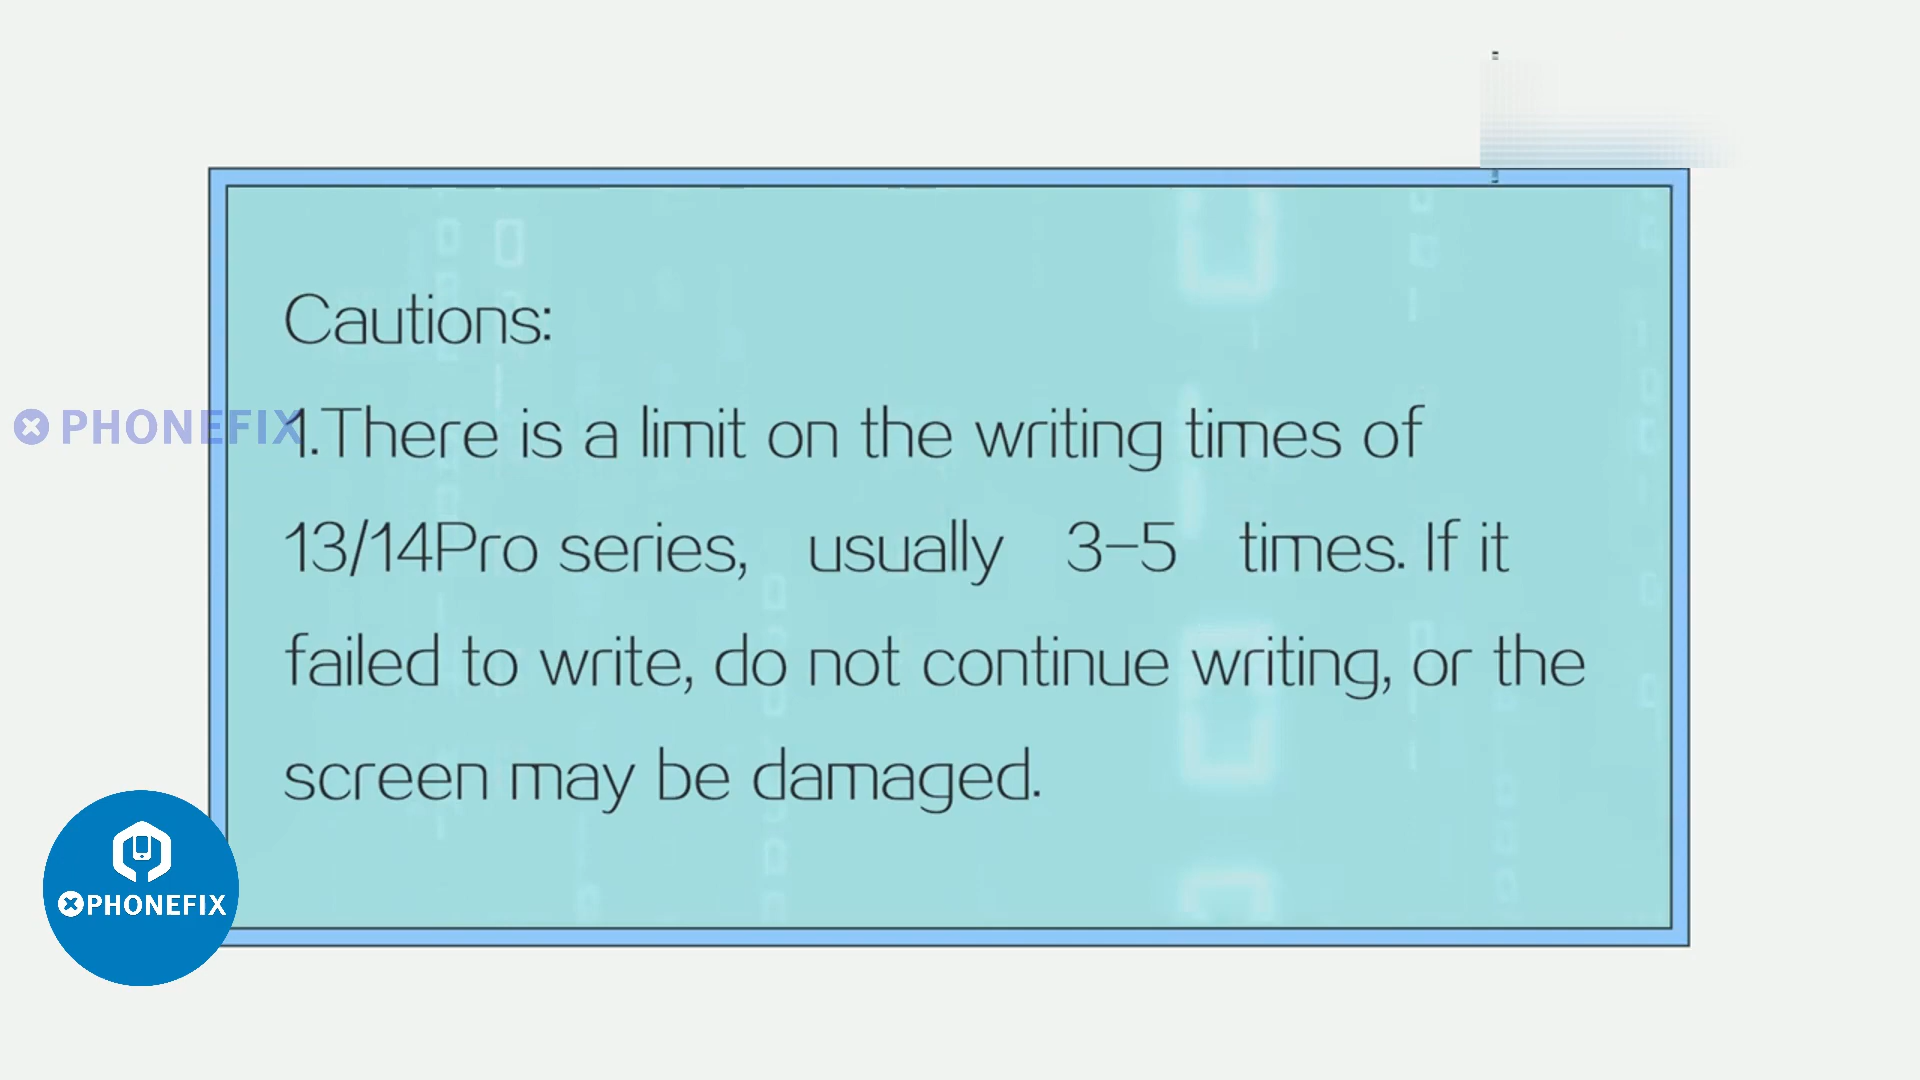 Cautions:
PHONEFIX
1.There is a limit on the writing times of
13/14Pro series, usually 3-5 times. If it
failed to write, do not continue writing, or the
screen may be damaged.
PHONEFIX